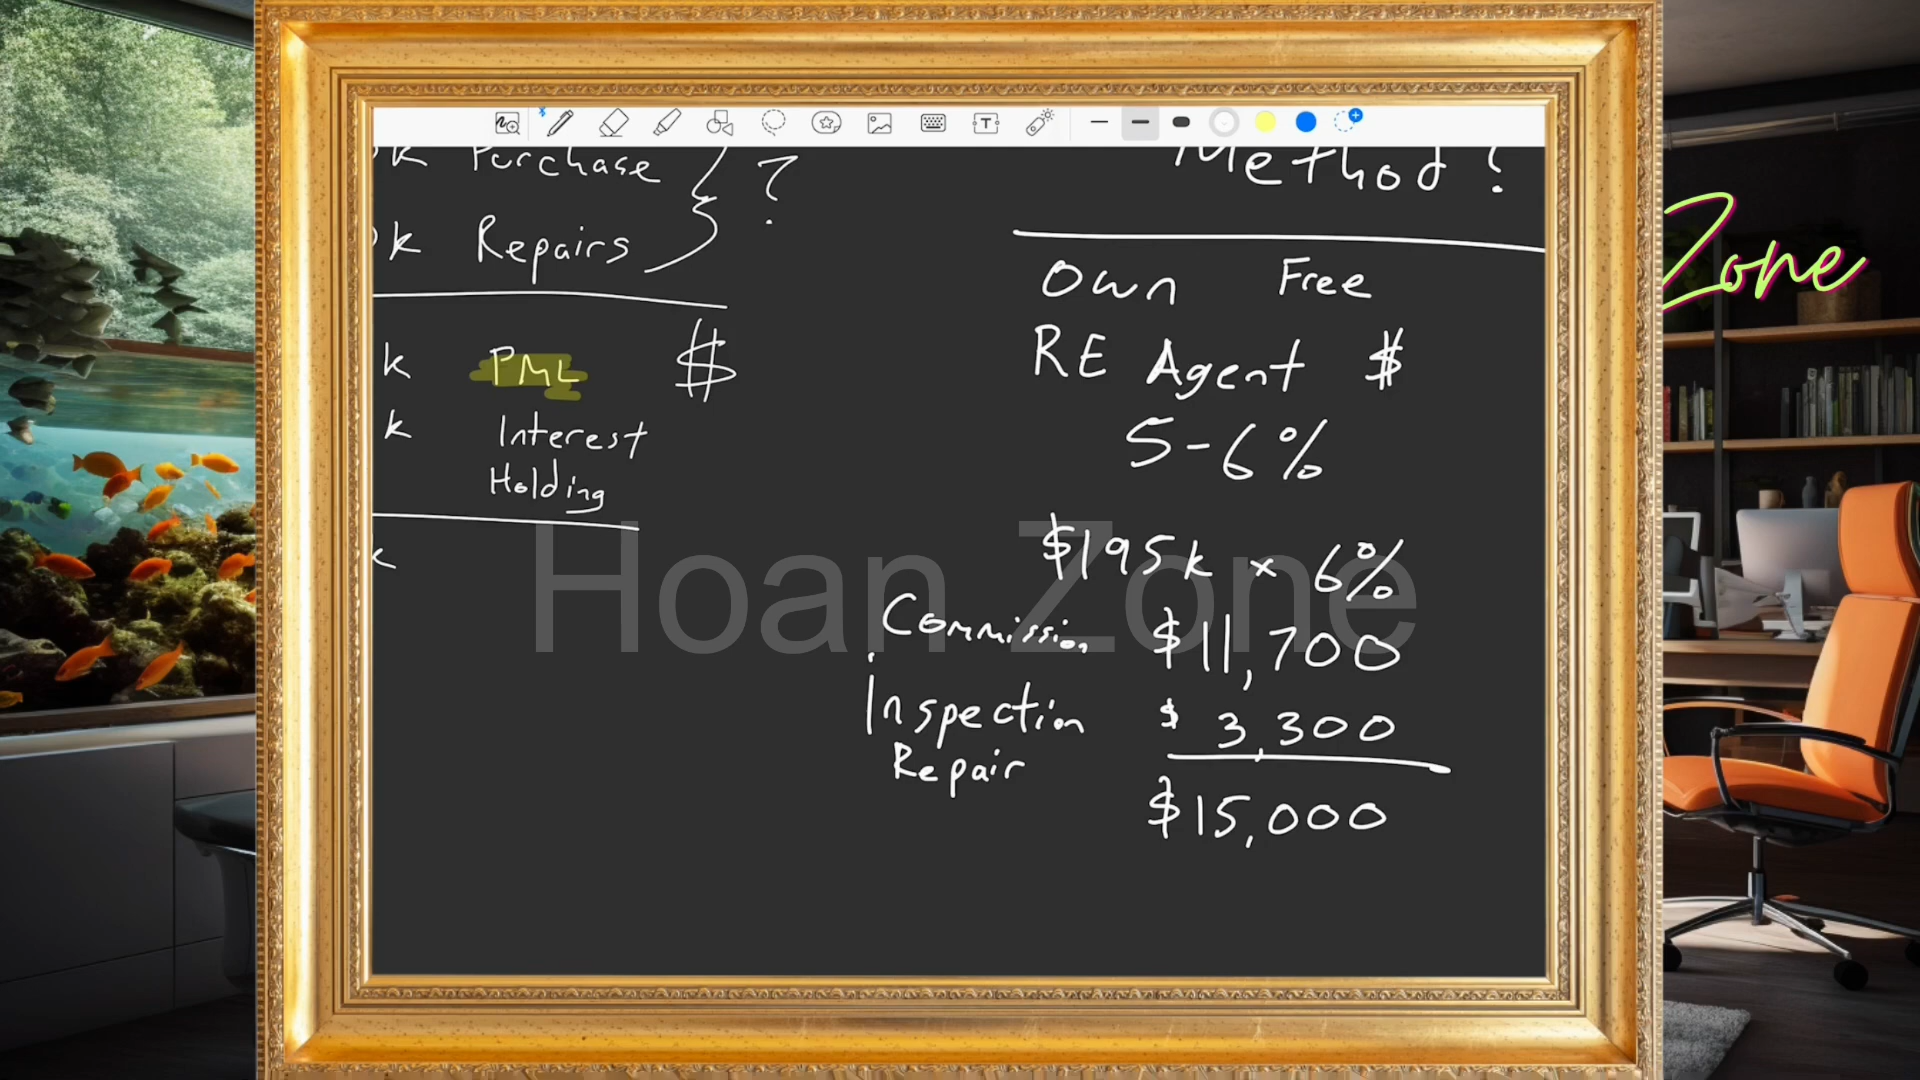 k Purchase
?
k Repairs
k PML $
k Interest
Holding
Method ?
Own Free
RE Agent $
5-6%
$195k × 6%
Commission $11,700
Inspection $ 3,300
Repair
$15,000
Hoan Zone
Zone